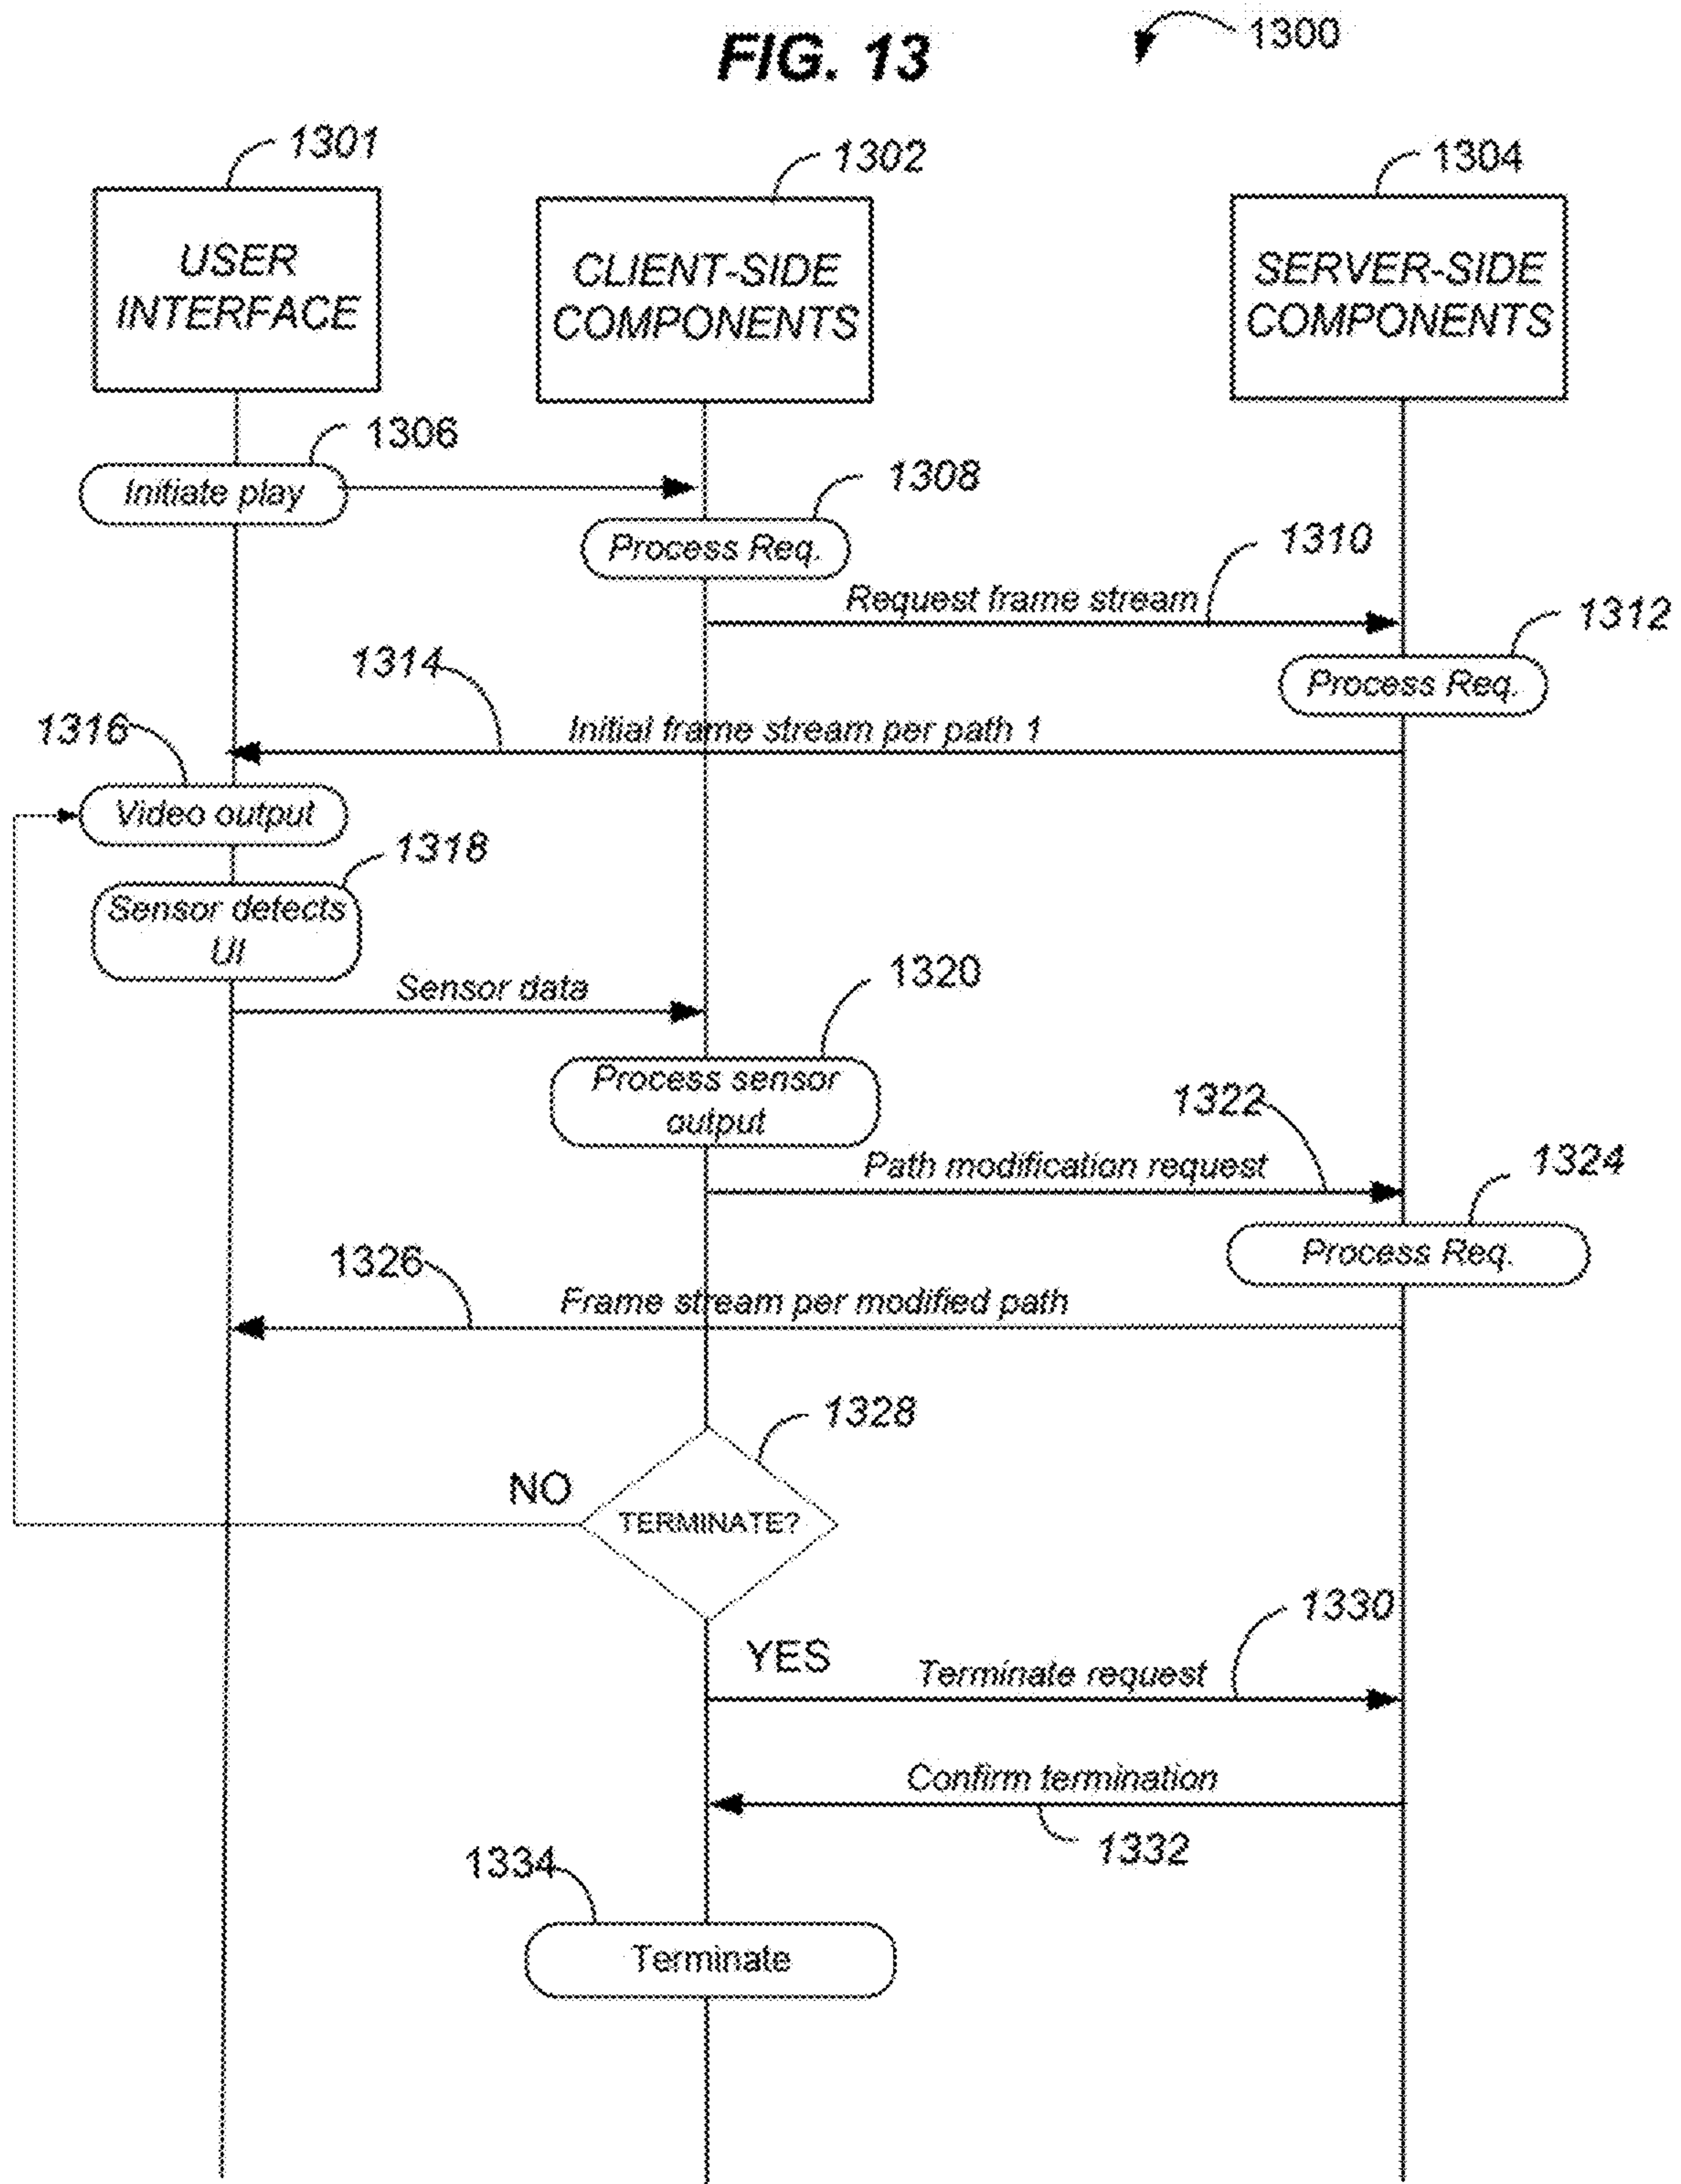 FIG. 13
1300
1301
1302
1304
USER
INTERFACE
CLIENT-SIDE
COMPONENTS
SERVER-SIDE
COMPONENTS
1306
Initiate play
1308
Process Req.
1310
Request frame stream
1312
Process Req.
1314
Initial frame stream per path 1
1316
Video output
1318
Sensor detects
UI
Sensor data
1320
Process sensor
output
1322
Path modification request
1324
Process Req.
1326
Frame stream per modified path
1328
NO
TERMINATE?
YES
1330
Terminate request
Confirm termination
1332
1334
Terminate